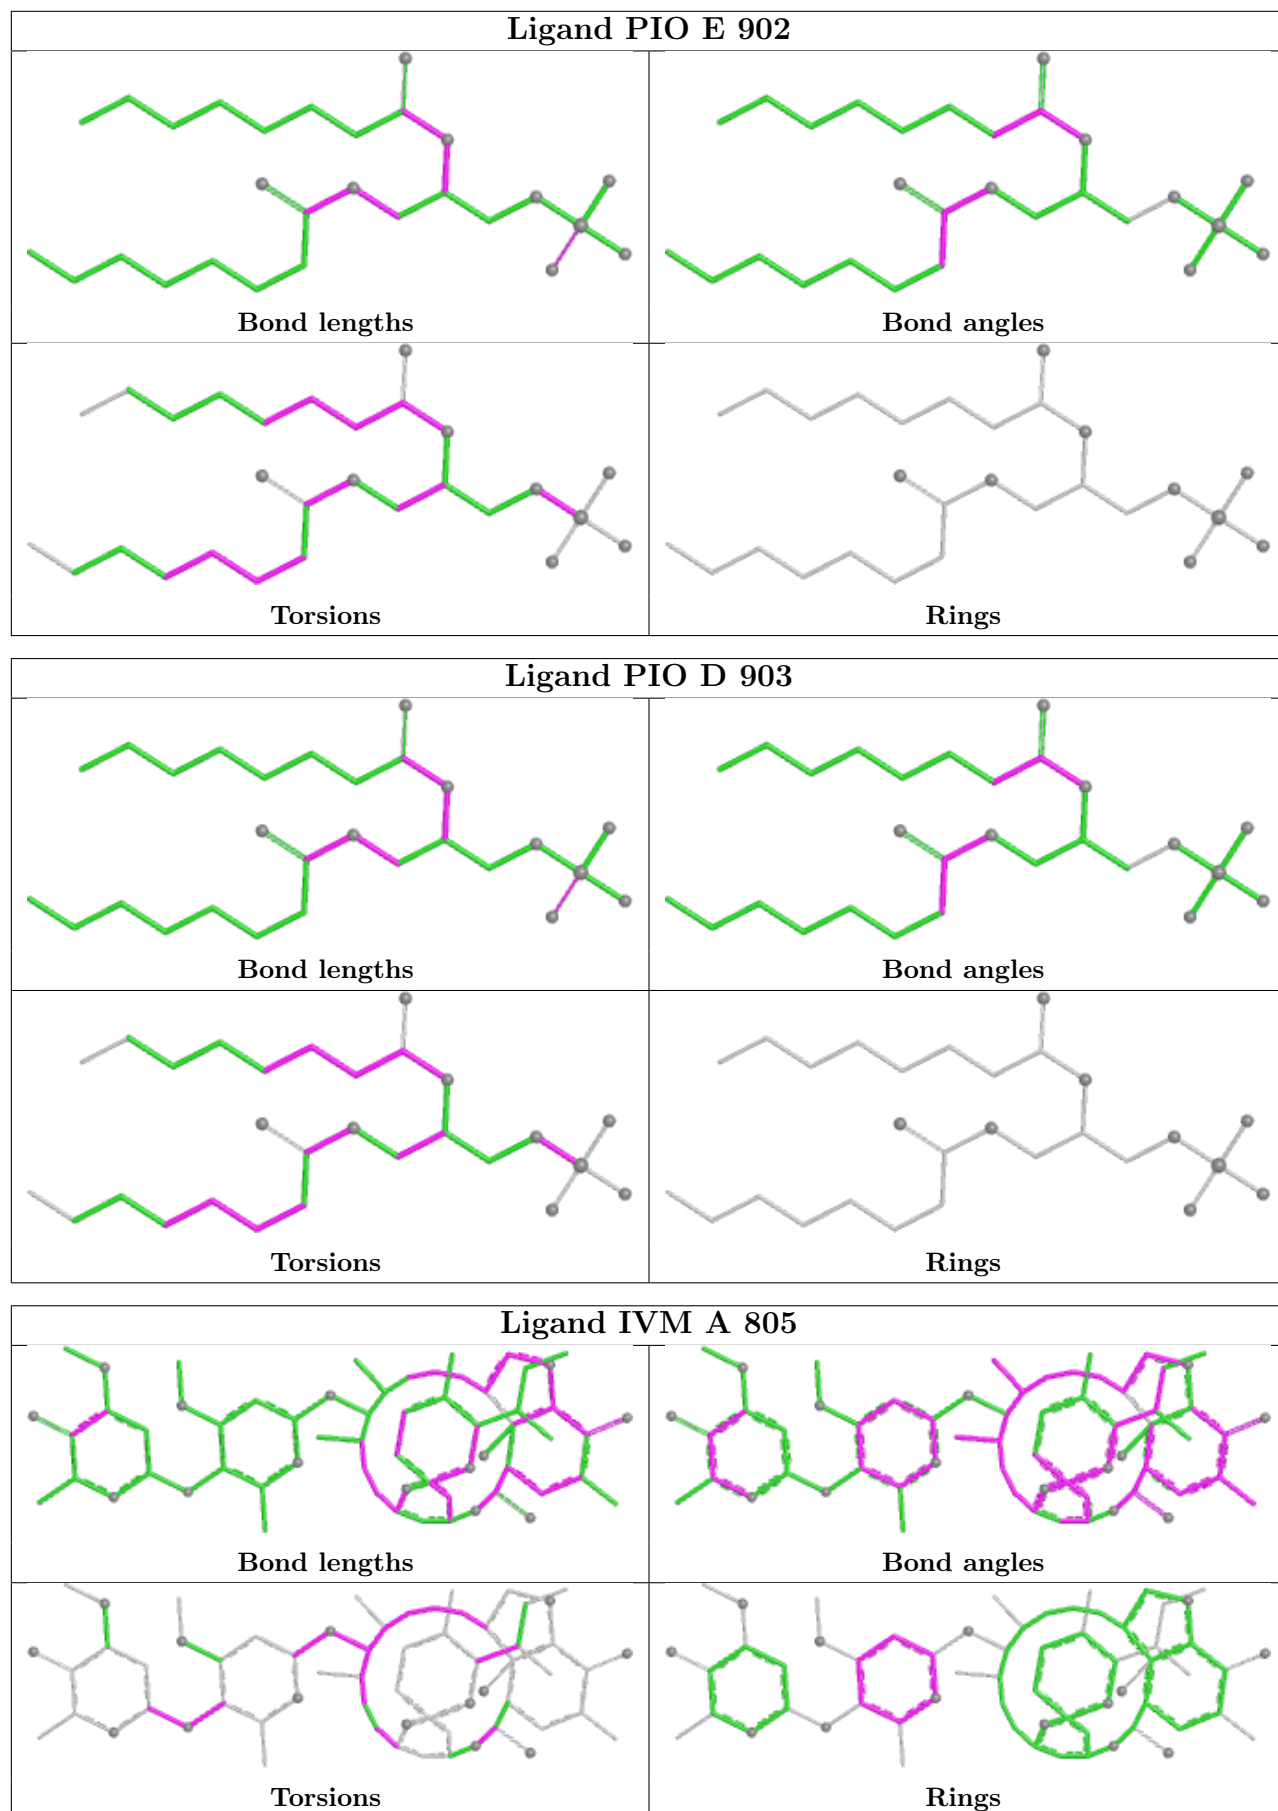 Ligand PIO E 902
Bond lengths
Bond angles
Torsions
Rings
Ligand PIO D 903
Bond lengths
Bond angles
Torsions
Rings
Ligand IVM A 805
Bond lengths
Bond angles
Torsions
Rings